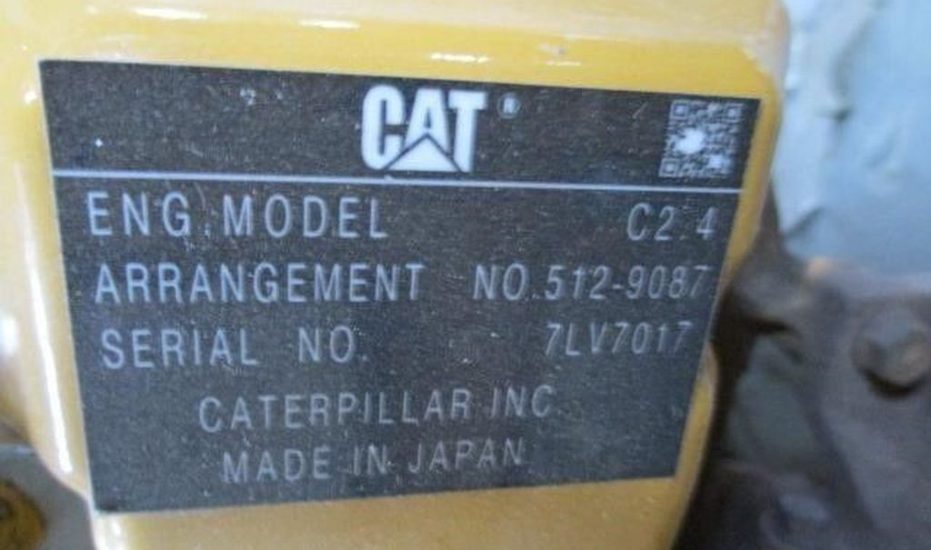 CAT®
ENG.MODEL C2.4
ARRANGEMENT NO.512-9087
SERIAL NO. 7LV7017
CATERPILLAR INC
MADE IN JAPAN